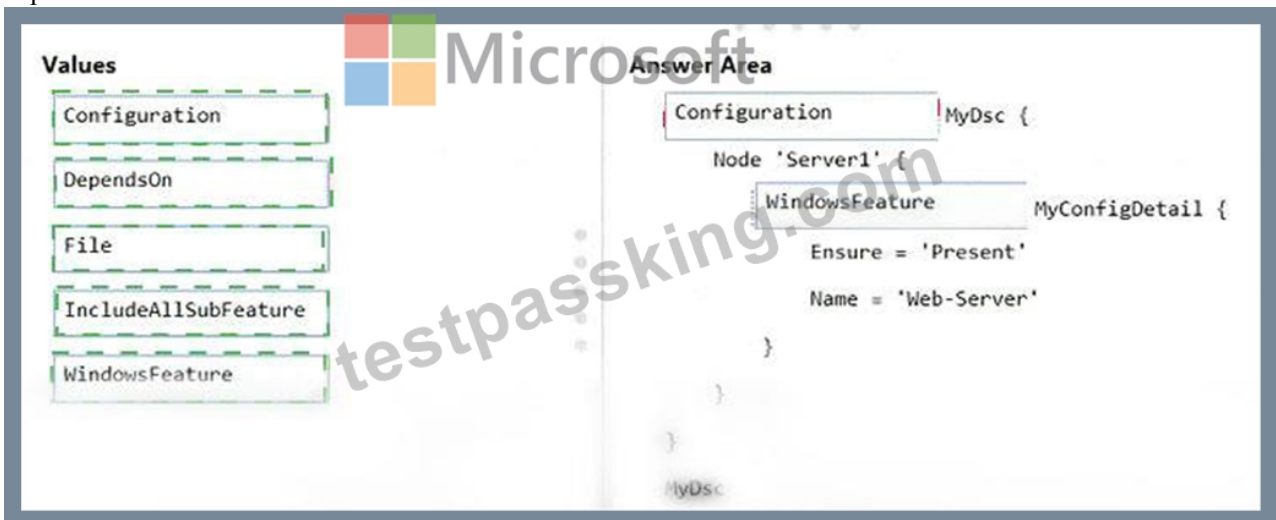 Microsoft
Values
Configuration
DependsOn
File
IncludeAllSubFeature
WindowsFeature
Answer Area
Configuration MyDsc {
Node 'Server1' {
WindowsFeature MyConfigDetail {
Ensure = 'Present'
Name = 'Web-Server'
}
}
}
MyDsc
testpassking.com